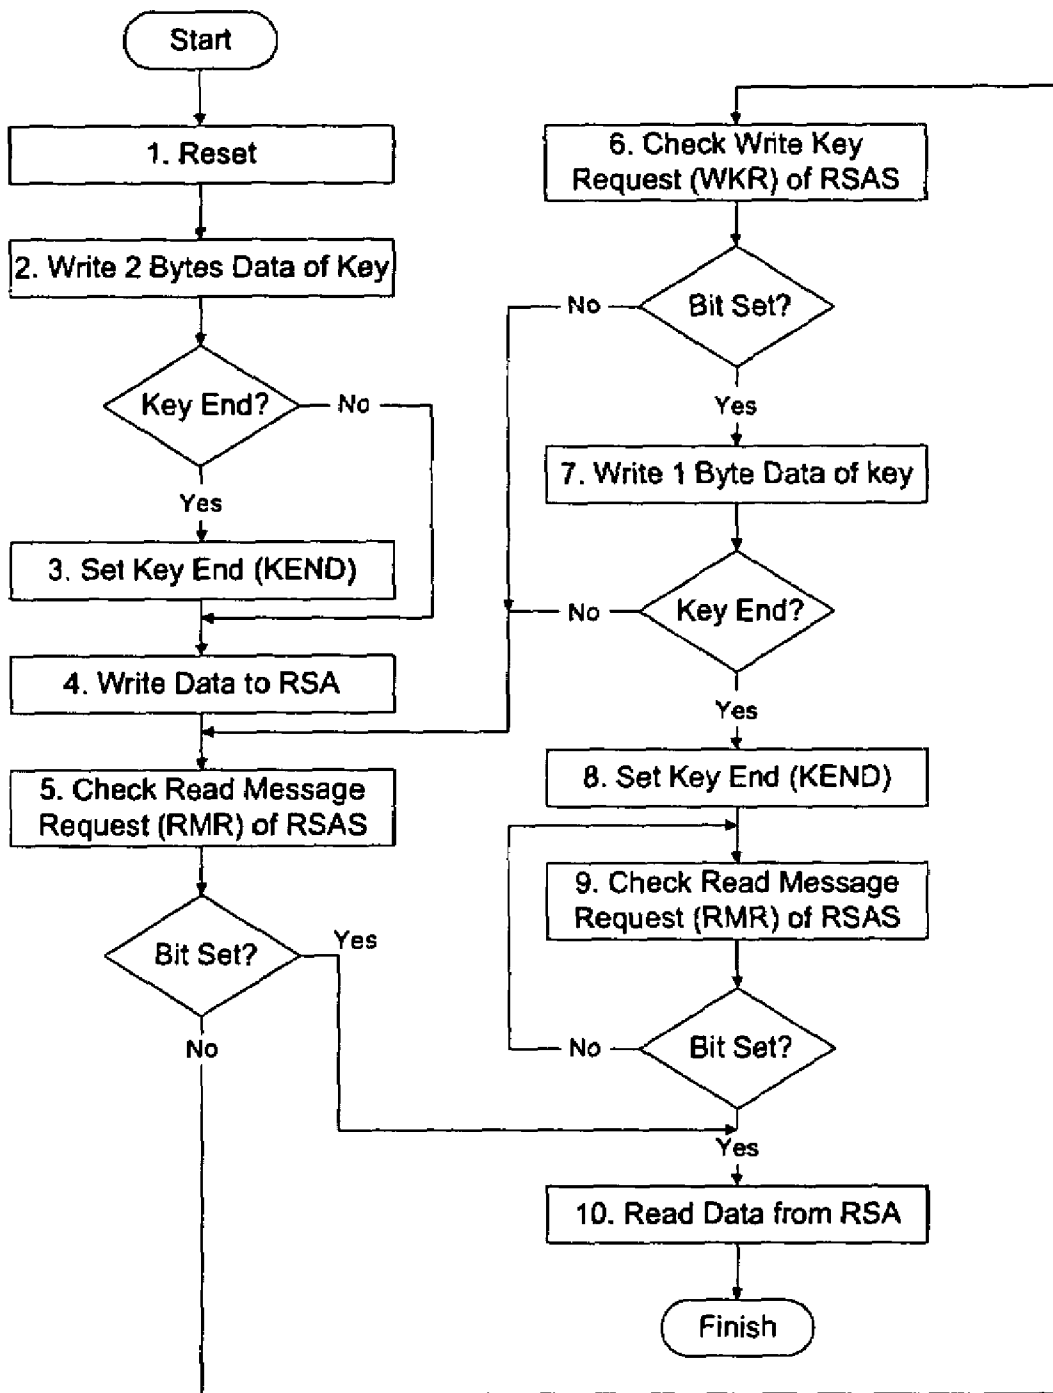 Start
1. Reset
2. Write 2 Bytes Data of Key
Key End?
No
Yes
3. Set Key End (KEND)
4. Write Data to RSA
5. Check Read Message
Request (RMR) of RSAS
Bit Set?
Yes
No
6. Check Write Key
Request (WKR) of RSAS
Bit Set?
No
Yes
7. Write 1 Byte Data of key
Key End?
No
Yes
8. Set Key End (KEND)
9. Check Read Message
Request (RMR) of RSAS
Bit Set?
No
Yes
10. Read Data from RSA
Finish